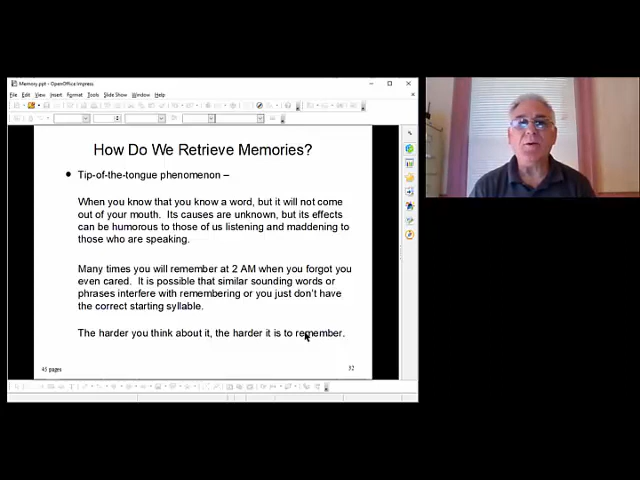 Memory.ppt - OpenOffice Impress
File Edit View Insert Format Tools Slide Show Window Help
How Do We Retrieve Memories?
• Tip-of-the-tongue phenomenon –
When you know that you know a word, but it will not come
out of your mouth.  Its causes are unknown, but its effects
can be humorous to those of us listening and maddening to
those who are speaking.
Many times you will remember at 2 AM when you forgot you
even cared.  It is possible that similar sounding words or
phrases interfere with remembering or you just don't have
the correct starting syllable.
The harder you think about it, the harder it is to remember.
45 pages